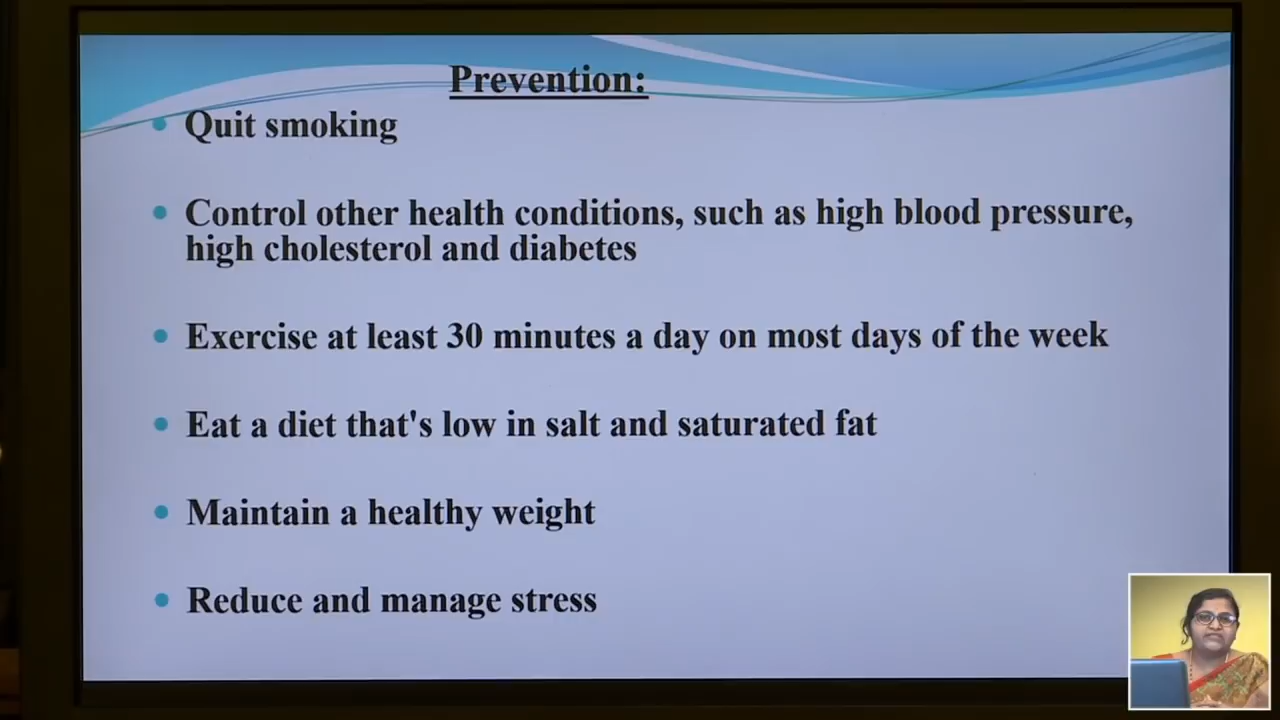 Prevention:
• Quit smoking
• Control other health conditions, such as high blood pressure,
high cholesterol and diabetes
• Exercise at least 30 minutes a day on most days of the week
• Eat a diet that's low in salt and saturated fat
• Maintain a healthy weight
• Reduce and manage stress